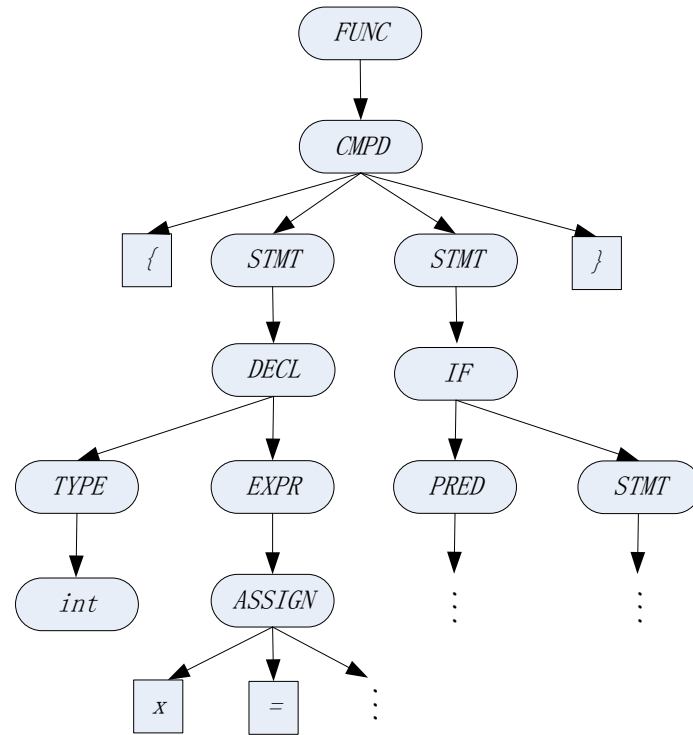 FUNC
CMPD
{ STMT STMT }
DECL IF
TYPE EXPR PRED STMT
int ASSIGN ⋮ ⋮
x = ⋮